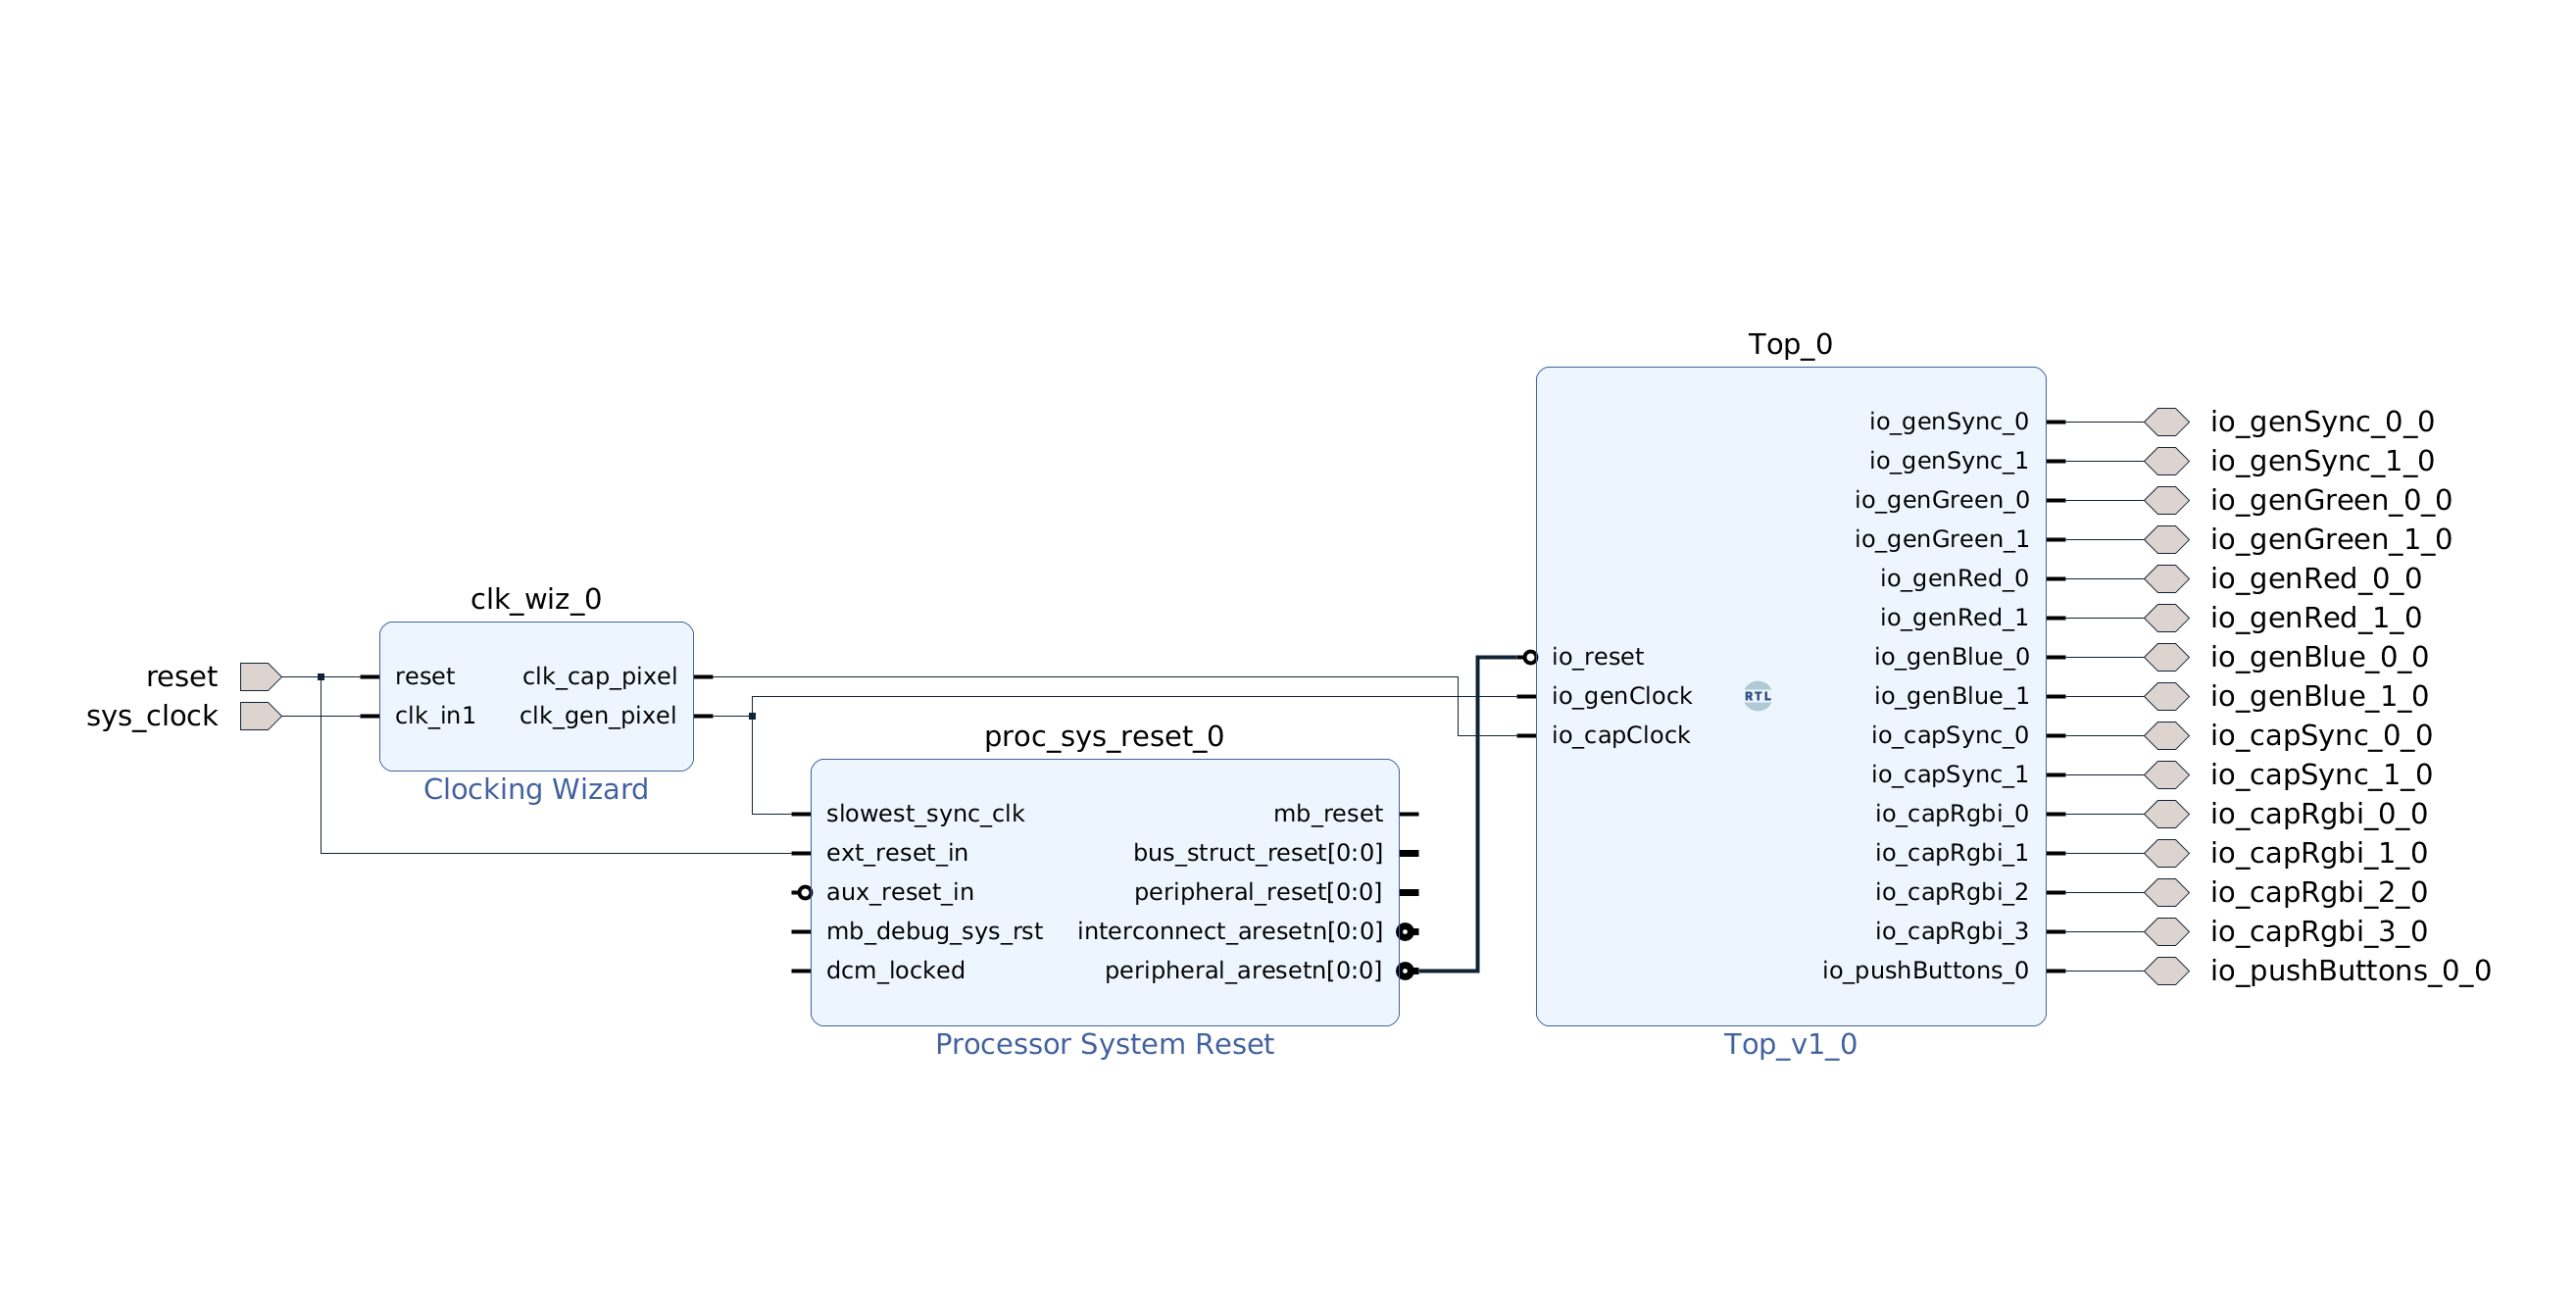 reset
sys_clock
clk_wiz_0
reset
clk_in1
clk_cap_pixel
clk_gen_pixel
Clocking Wizard
proc_sys_reset_0
slowest_sync_clk
ext_reset_in
aux_reset_in
mb_debug_sys_rst
dcm_locked
mb_reset
bus_struct_reset[0:0]
peripheral_reset[0:0]
interconnect_aresetn[0:0]
peripheral_aresetn[0:0]
Processor System Reset
Top_0
io_reset
io_genClock
io_capClock
RTL
io_genSync_0
io_genSync_1
io_genGreen_0
io_genGreen_1
io_genRed_0
io_genRed_1
io_genBlue_0
io_genBlue_1
io_capSync_0
io_capSync_1
io_capRgbi_0
io_capRgbi_1
io_capRgbi_2
io_capRgbi_3
io_pushButtons_0
Top_v1_0
io_genSync_0_0
io_genSync_1_0
io_genGreen_0_0
io_genGreen_1_0
io_genRed_0_0
io_genRed_1_0
io_genBlue_0_0
io_genBlue_1_0
io_capSync_0_0
io_capSync_1_0
io_capRgbi_0_0
io_capRgbi_1_0
io_capRgbi_2_0
io_capRgbi_3_0
io_pushButtons_0_0